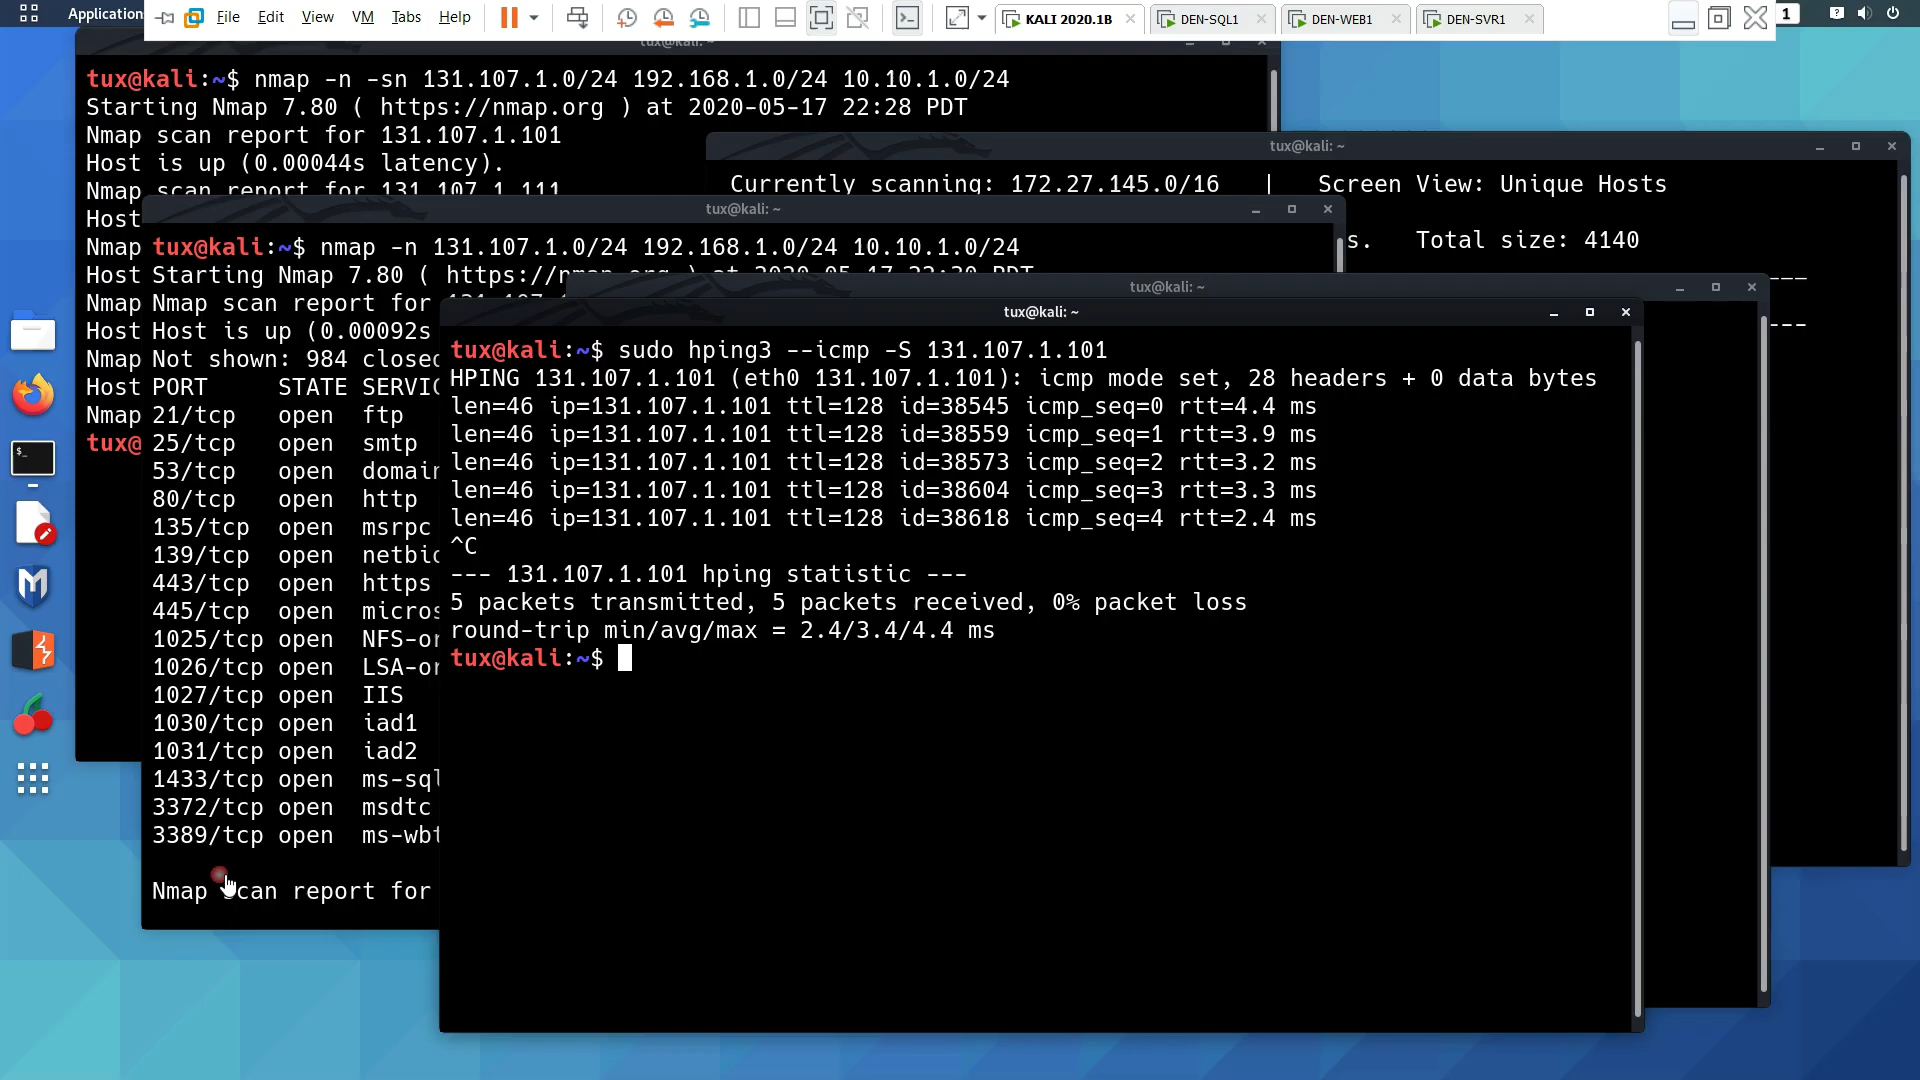 Applications
File Edit View VM Tabs Help
KALI 2020.1B
DEN-SQL1
DEN-WEB1
DEN-SVR1
1
tux@kali: ~
tux@kali:~$ nmap -n -sn 131.107.1.0/24 192.168.1.0/24 10.10.1.0/24
Starting Nmap 7.80 ( https://nmap.org ) at 2020-05-17 22:28 PDT
Nmap scan report for 131.107.1.101
Host is up (0.00044s latency).
Nmap scan report for 131.107.1.111
Host
Nmap
Host
Nmap
Host
Nmap
Host
Nmap
tux@
tux@kali: ~
Currently scanning: 172.27.145.0/16 | Screen View: Unique Hosts
s. Total size: 4140
tux@kali: ~
tux@kali:~$ nmap -n 131.107.1.0/24 192.168.1.0/24 10.10.1.0/24
Starting Nmap 7.80 ( https://nmap.org ) at 2020-05-17 22:30 PDT
Nmap scan report for 131.107.1
Host is up (0.00092s
Not shown: 984 closed
PORT STATE SERVIC
21/tcp open ftp
25/tcp open smtp
53/tcp open domain
80/tcp open http
135/tcp open msrpc
139/tcp open netbio
443/tcp open https
445/tcp open micros
1025/tcp open NFS-or
1026/tcp open LSA-or
1027/tcp open IIS
1030/tcp open iad1
1031/tcp open iad2
1433/tcp open ms-sql
3372/tcp open msdtc
3389/tcp open ms-wbt
Nmap scan report for
tux@kali: ~
tux@kali: ~
tux@kali:~$ sudo hping3 --icmp -S 131.107.1.101
HPING 131.107.1.101 (eth0 131.107.1.101): icmp mode set, 28 headers + 0 data bytes
len=46 ip=131.107.1.101 ttl=128 id=38545 icmp_seq=0 rtt=4.4 ms
len=46 ip=131.107.1.101 ttl=128 id=38559 icmp_seq=1 rtt=3.9 ms
len=46 ip=131.107.1.101 ttl=128 id=38573 icmp_seq=2 rtt=3.2 ms
len=46 ip=131.107.1.101 ttl=128 id=38604 icmp_seq=3 rtt=3.3 ms
len=46 ip=131.107.1.101 ttl=128 id=38618 icmp_seq=4 rtt=2.4 ms
^C
--- 131.107.1.101 hping statistic ---
5 packets transmitted, 5 packets received, 0% packet loss
round-trip min/avg/max = 2.4/3.4/4.4 ms
tux@kali:~$